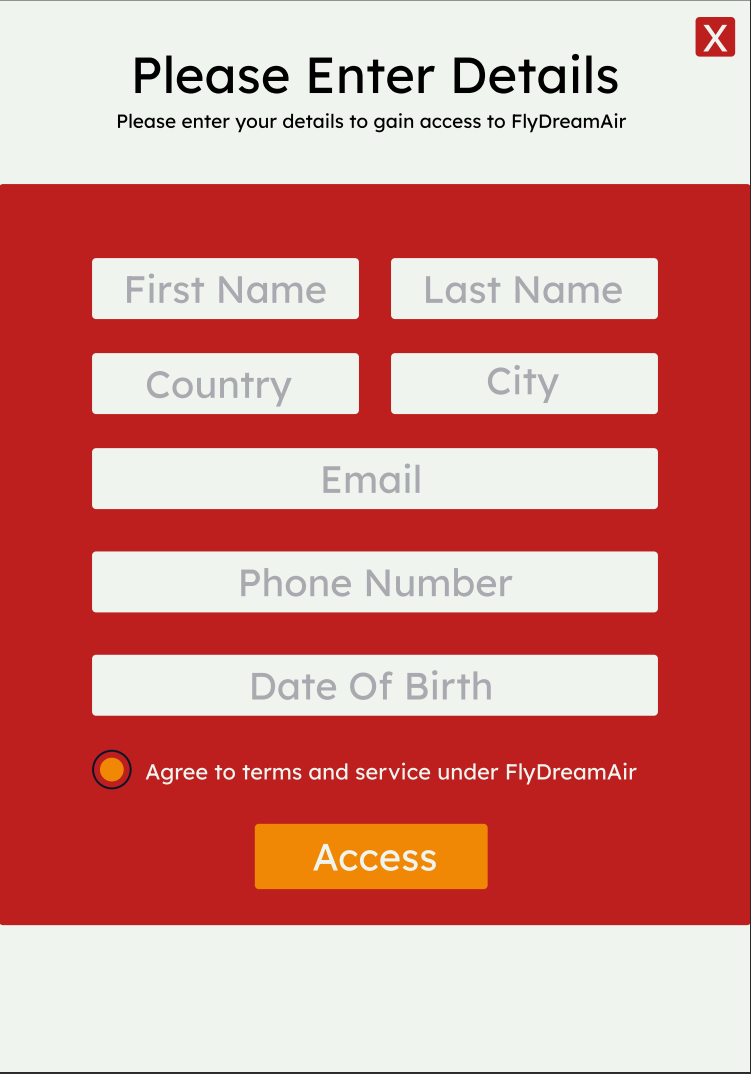 X
Please Enter Details
Please enter your details to gain access to FlyDreamAir
First Name
Last Name
Country
City
Email
Phone Number
Date Of Birth
Agree to terms and service under FlyDreamAir
Access